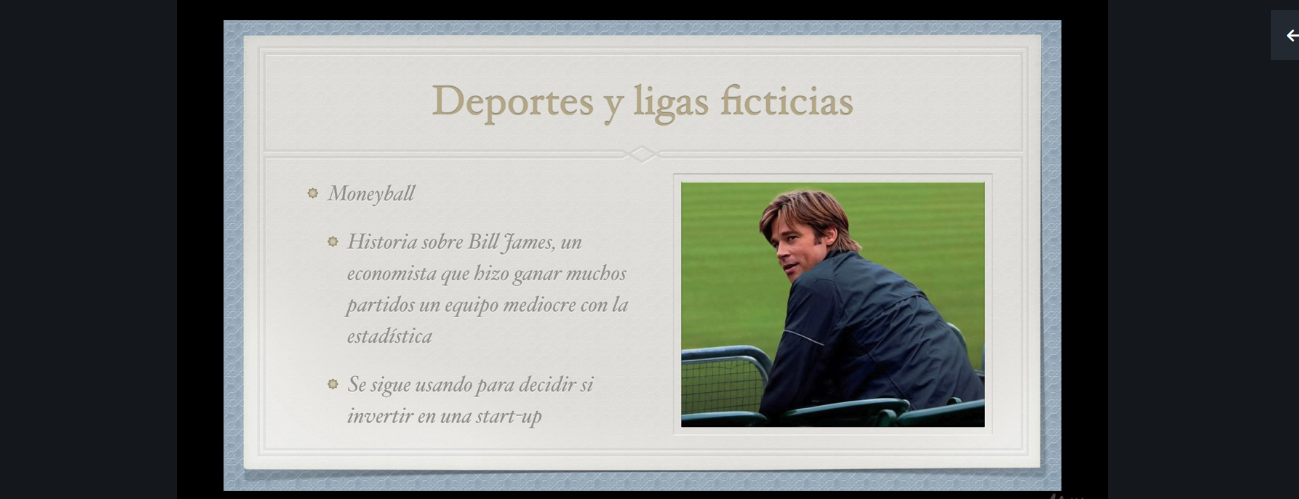 Deportes y ligas ficticias
Moneyball
Historia sobre Bill James, un
economista que hizo ganar muchos
partidos un equipo mediocre con la
estadística
Se sigue usando para decidir si
invertir en una start-up